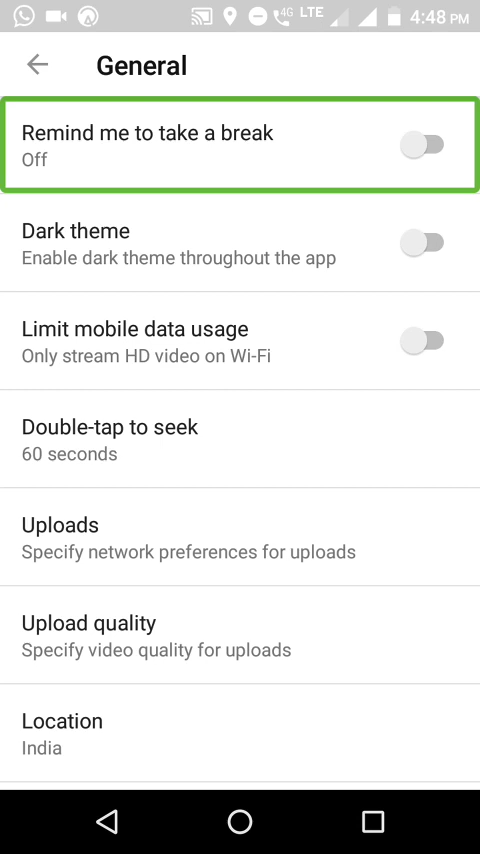 4G LTE 4:48 PM
General
Remind me to take a break
Off
Dark theme
Enable dark theme throughout the app
Limit mobile data usage
Only stream HD video on Wi-Fi
Double-tap to seek
60 seconds
Uploads
Specify network preferences for uploads
Upload quality
Specify video quality for uploads
Location
India